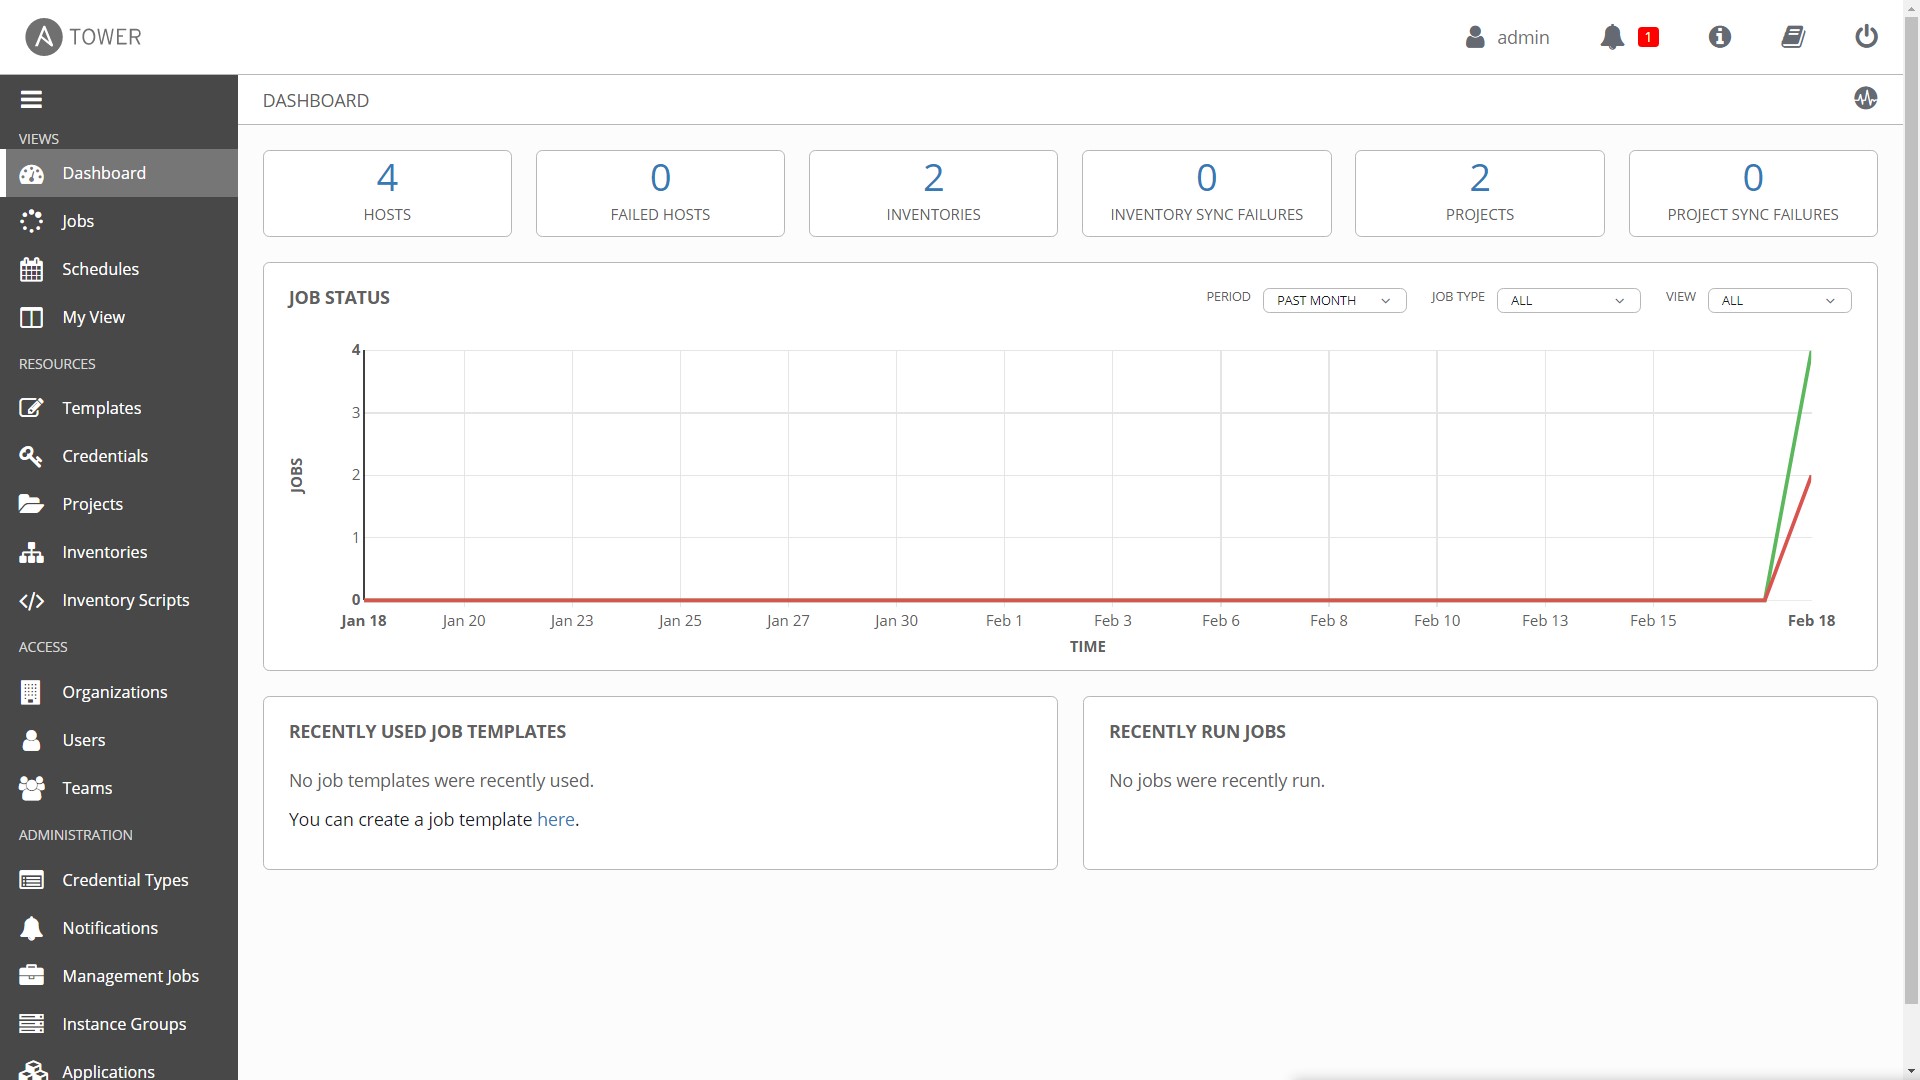 TOWER
admin
1
VIEWS
Dashboard
Jobs
Schedules
My View
RESOURCES
Templates
Credentials
Projects
Inventories
Inventory Scripts
ACCESS
Organizations
Users
Teams
ADMINISTRATION
Credential Types
Notifications
Management Jobs
Instance Groups
Applications
DASHBOARD
4
HOSTS
0
FAILED HOSTS
2
INVENTORIES
0
INVENTORY SYNC FAILURES
2
PROJECTS
0
PROJECT SYNC FAILURES
JOB STATUS
PERIOD PAST MONTH JOB TYPE ALL VIEW ALL
4
3
2
1
0
JOBS
Jan 18 Jan 20 Jan 23 Jan 25 Jan 27 Jan 30 Feb 1 Feb 3 Feb 6 Feb 8 Feb 10 Feb 13 Feb 15 Feb 18
TIME
RECENTLY USED JOB TEMPLATES
No job templates were recently used.
You can create a job template here.
RECENTLY RUN JOBS
No jobs were recently run.